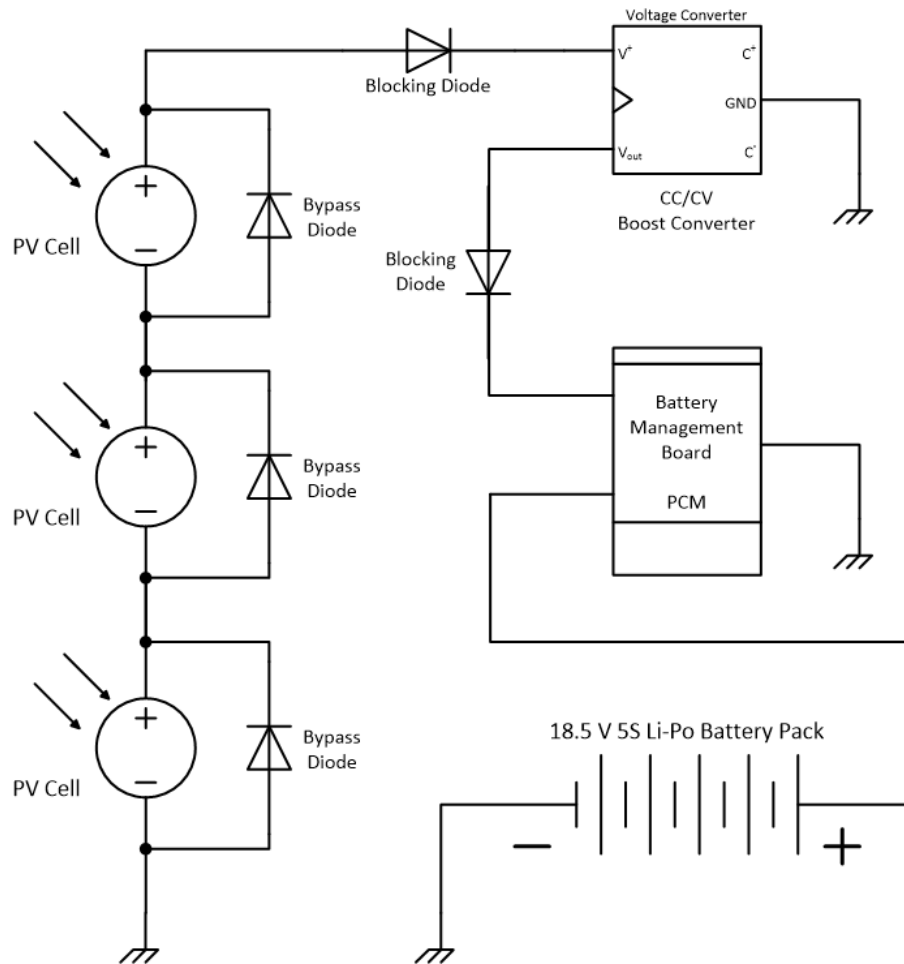 Voltage Converter
V+
C+
Blocking Diode
GND
Vout
C-
CC/CV
Boost Converter
+
PV Cell
−
Bypass
Diode
Blocking
Diode
Battery
Management
Board
PCM
+
PV Cell
−
Bypass
Diode
+
PV Cell
−
Bypass
Diode
18.5 V 5S Li-Po Battery Pack
− +